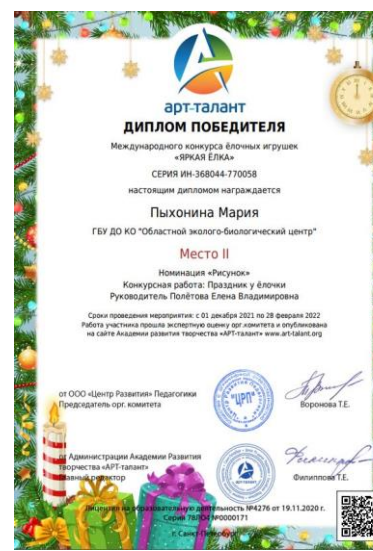 арт-талант
ДИПЛОМ ПОБЕДИТЕЛЯ
Международного конкурса ёлочных игрушек
«ЯРКАЯ ЁЛКА»
СЕРИЯ ИН-368044-770058
настоящим дипломом награждается
Пыхонина Мария
ГБУ ДО КО "Областной эколого-биологический центр"
Место II
Номинация «Рисунок»
Конкурсная работа: Праздник у ёлочки
Руководитель Полётова Елена Владимировна
Сроки проведения мероприятия: с 01 декабря 2021 по 28 февраля 2022
Работа участника прошла экспертную оценку орг.комитета и опубликована
на сайте Академии развития творчества «АРТ-талант» www.art-talant.org
от ООО «Центр Развития» Педагогики
Председатель орг. комитета
"ЦРП"
Воронова Т.Е.
от Администрации Академии Развития
творчества «АРТ-талант»
Главный редактор
Филиппова Т.Е.
Лицензия на образовательную деятельность №4276 от 19.11.2020 г.
Серия 78Л04 №0000171
г. Санкт-Петербург